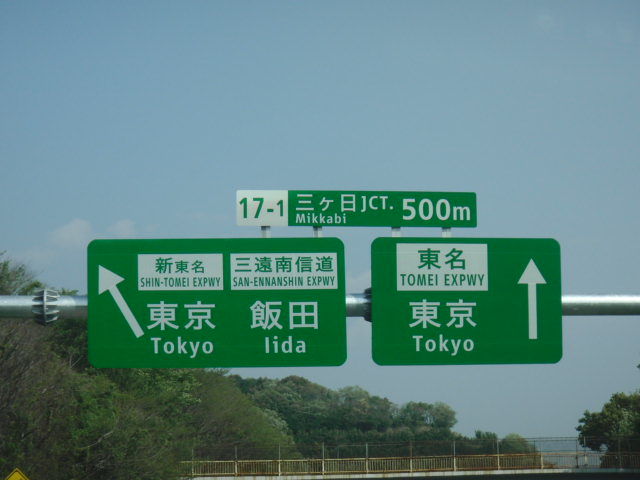 17-1 三ヶ日JCT. 500m
Mikkabi
新東名 三遠南信道
SHIN-TOMEI EXPWY SAN-ENNANSHIN EXPWY
東京 飯田
Tokyo Iida
東名
TOMEI EXPWY
東京
Tokyo